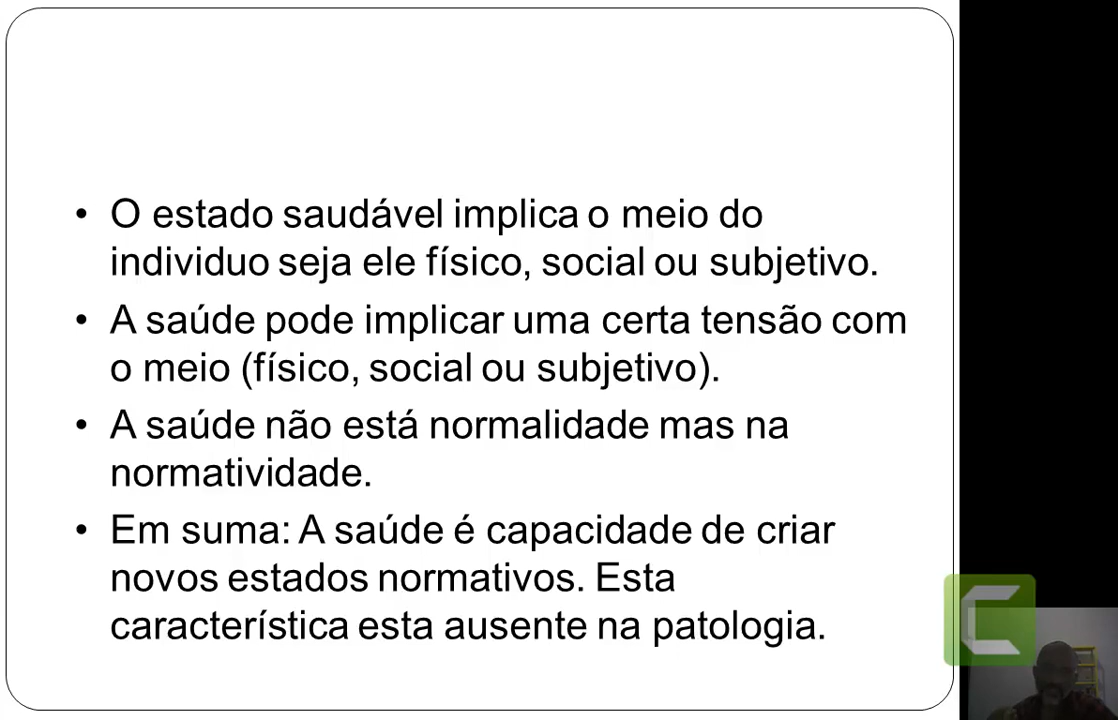 • O estado saudável implica o meio do
individuo seja ele físico, social ou subjetivo.
• A saúde pode implicar uma certa tensão com
o meio (físico, social ou subjetivo).
• A saúde não está normalidade mas na
normatividade.
• Em suma: A saúde é capacidade de criar
novos estados normativos. Esta
característica esta ausente na patologia.